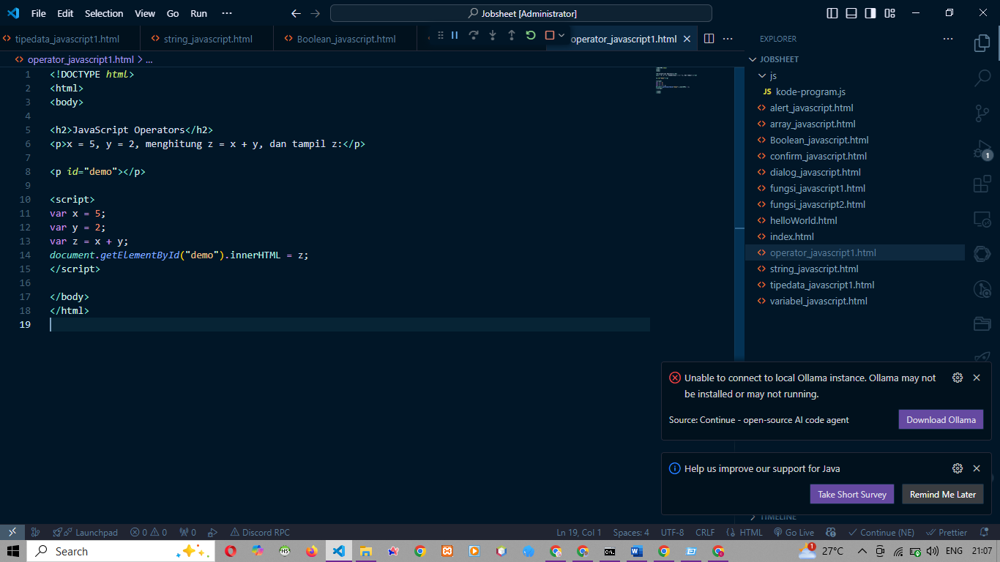 File Edit Selection View Go Run ··· Jobsheet [Administrator]
tipedata_javascript1.html string_javascript.html Boolean_javascript.html operator_javascript1.html
operator_javascript1.html > ...
1 <!DOCTYPE html>
2 <html>
3 <body>
4
5 <h2>JavaScript Operators</h2>
6 <p>x = 5, y = 2, menghitung z = x + y, dan tampil z:</p>
7
8 <p id="demo"></p>
9
10 <script>
11 var x = 5;
12 var y = 2;
13 var z = x + y;
14 document.getElementById("demo").innerHTML = z;
15 </script>
16
17 </body>
18 </html>
19
EXPLORER
JOBSHEET
js
JS kode-program.js
alert_javascript.html
array_javascript.html
Boolean_javascript.html
confirm_javascript.html
dialog_javascript.html
fungsi_javascript1.html
fungsi_javascript2.html
helloWorld.html
index.html
operator_javascript1.html
string_javascript.html
tipedata_javascript1.html
variabel_javascript.html
1
Unable to connect to local Ollama instance. Ollama may not
be installed or may not running.
Source: Continue - open-source AI code agent Download Ollama
Help us improve our support for Java
Take Short Survey Remind Me Later
TIMELINE
Launchpad 0 0 0 Discord RPC Ln 19, Col 1 Spaces: 4 UTF-8 CRLF HTML Go Live Continue (NE) Prettier
Search HS 1 27°C ENG 21:07